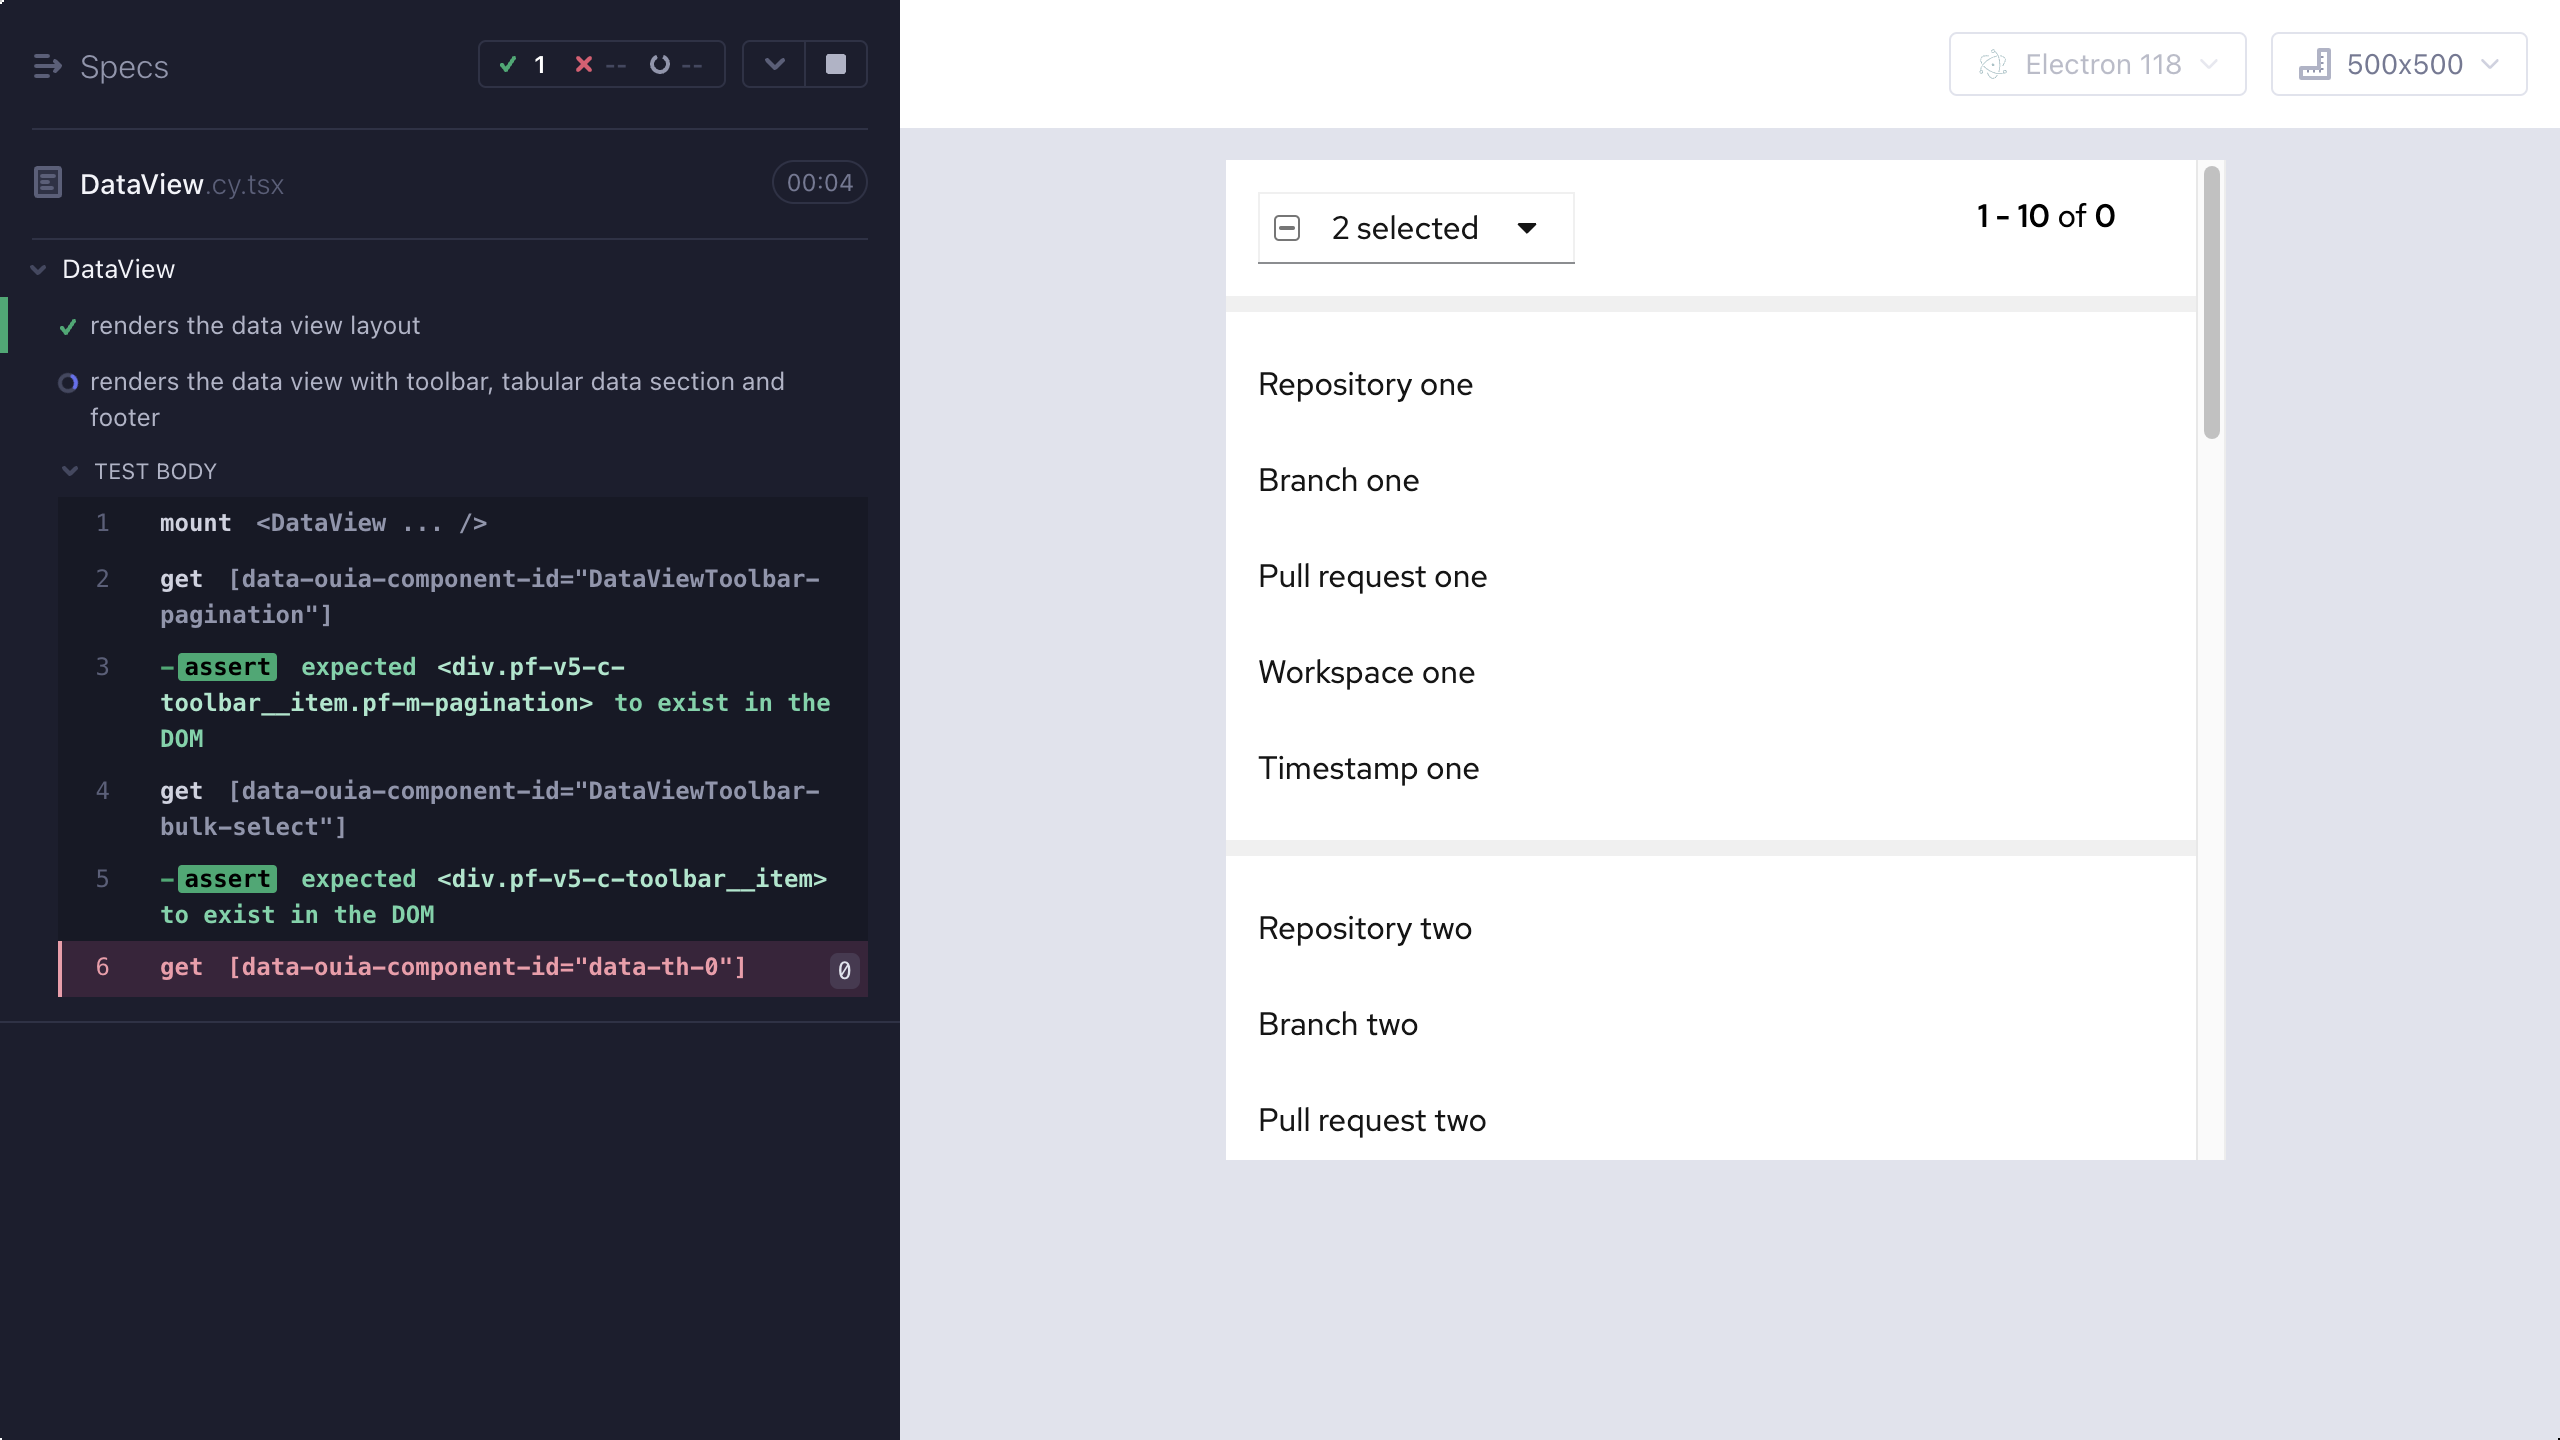 Specs
1
--
--
DataView.cy.tsx
00:04
DataView
renders the data view layout
renders the data view with toolbar, tabular data section and
footer
TEST BODY
1 mount <DataView ... />
2 get [data-ouia-component-id="DataViewToolbar-
pagination"]
3 -assert expected <div.pf-v5-c-
toolbar__item.pf-m-pagination> to exist in the
DOM
4 get [data-ouia-component-id="DataViewToolbar-
bulk-select"]
5 -assert expected <div.pf-v5-c-toolbar__item>
to exist in the DOM
6 get [data-ouia-component-id="data-th-0"] 0
Electron 118
500x500
2 selected
1 - 10 of 0
Repository one
Branch one
Pull request one
Workspace one
Timestamp one
Repository two
Branch two
Pull request two